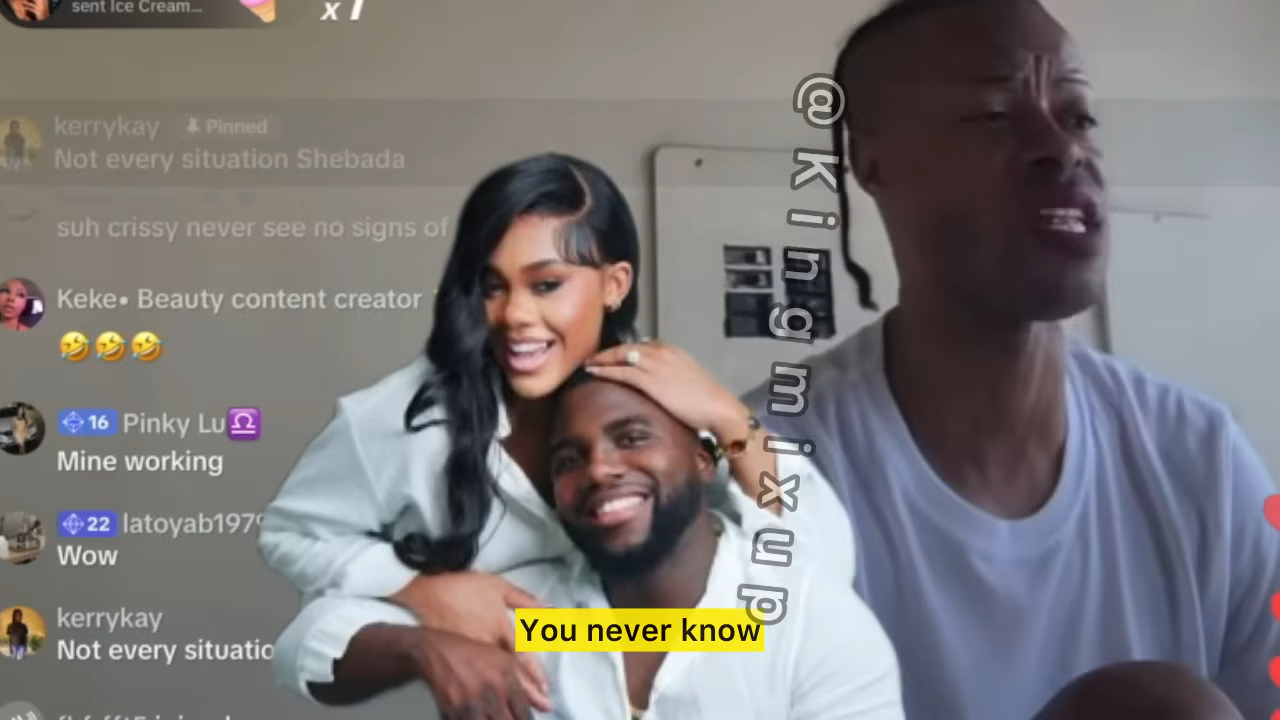 sent Ice Cream...
x 1
kerrykay Pinned
Not every situation Shebada
suh crissy never see no signs of
Keke• Beauty content creator
16 Pinky Lu
Mine working
22 latoyab197
Wow
kerrykay
Not every situatio
@Kingmixup
You never know